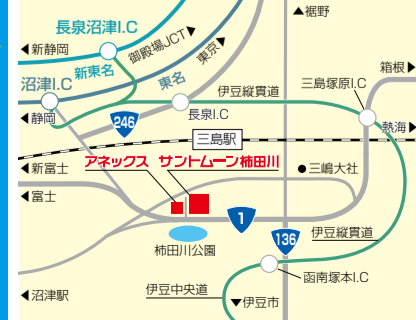 ▲裾野
長泉沼津I.C
◀新静岡
御殿場JCT▶
東京▶
新東名
箱根▶
沼津I.C
東名
伊豆縦貫道
三島塚原I.C
◀静岡
246
長泉I.C
熱海▶
三島駅
アネックス サントムーン柿田川
◀新富士
●三嶋大社
◀富士
1
136
伊豆縦貫道
柿田川公園
函南塚本I.C
◀沼津駅
伊豆中央道
▼伊豆市